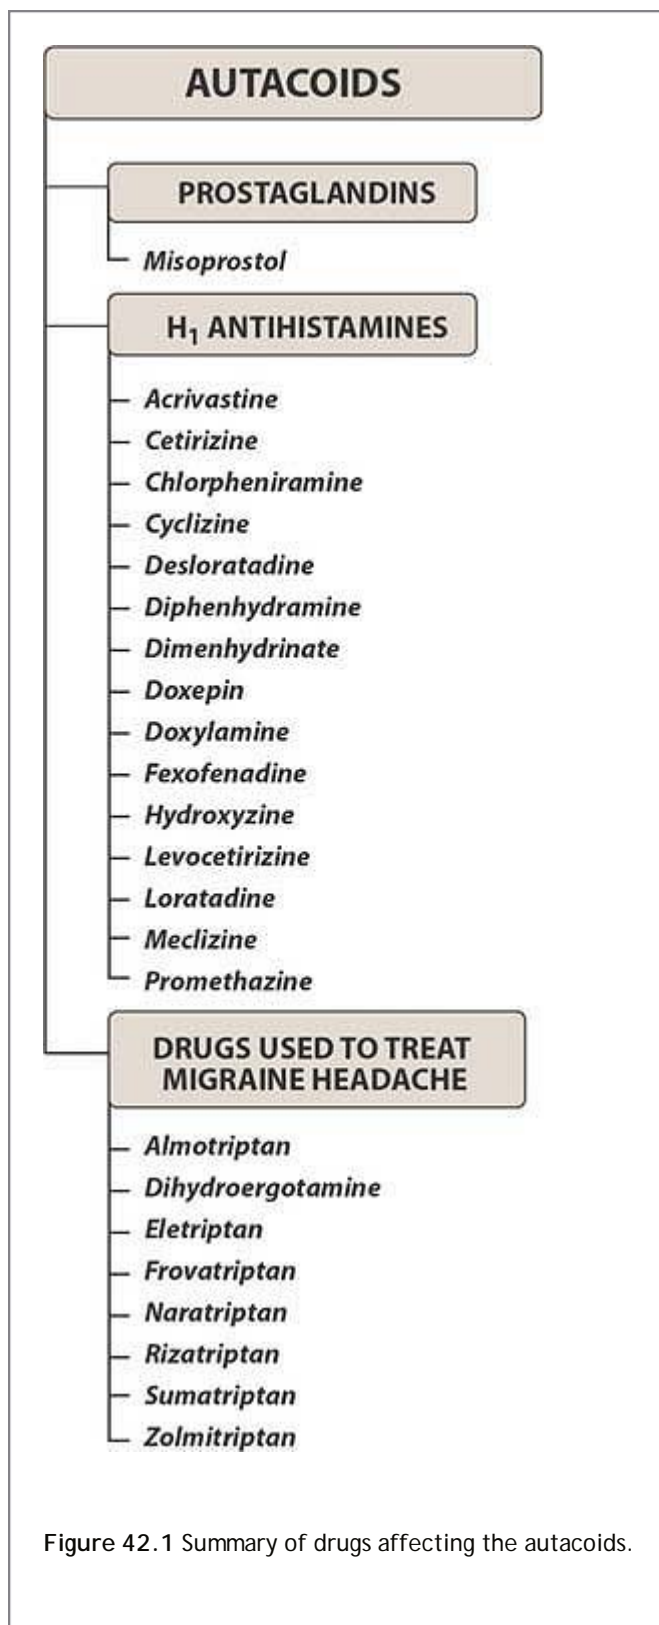 AUTACOIDS
PROSTAGLANDINS
Misoprostol
H₁ ANTIHISTAMINES
Acrivastine
Cetirizine
Chlorpheniramine
Cyclizine
Desloratadine
Diphenhydramine
Dimenhydrinate
Doxepin
Doxylamine
Fexofenadine
Hydroxyzine
Levocetirizine
Loratadine
Meclizine
Promethazine
DRUGS USED TO TREAT
MIGRAINE HEADACHE
Almotriptan
Dihydroergotamine
Eletriptan
Frovatriptan
Naratriptan
Rizatriptan
Sumatriptan
Zolmitriptan
Figure 42.1 Summary of drugs affecting the autacoids.